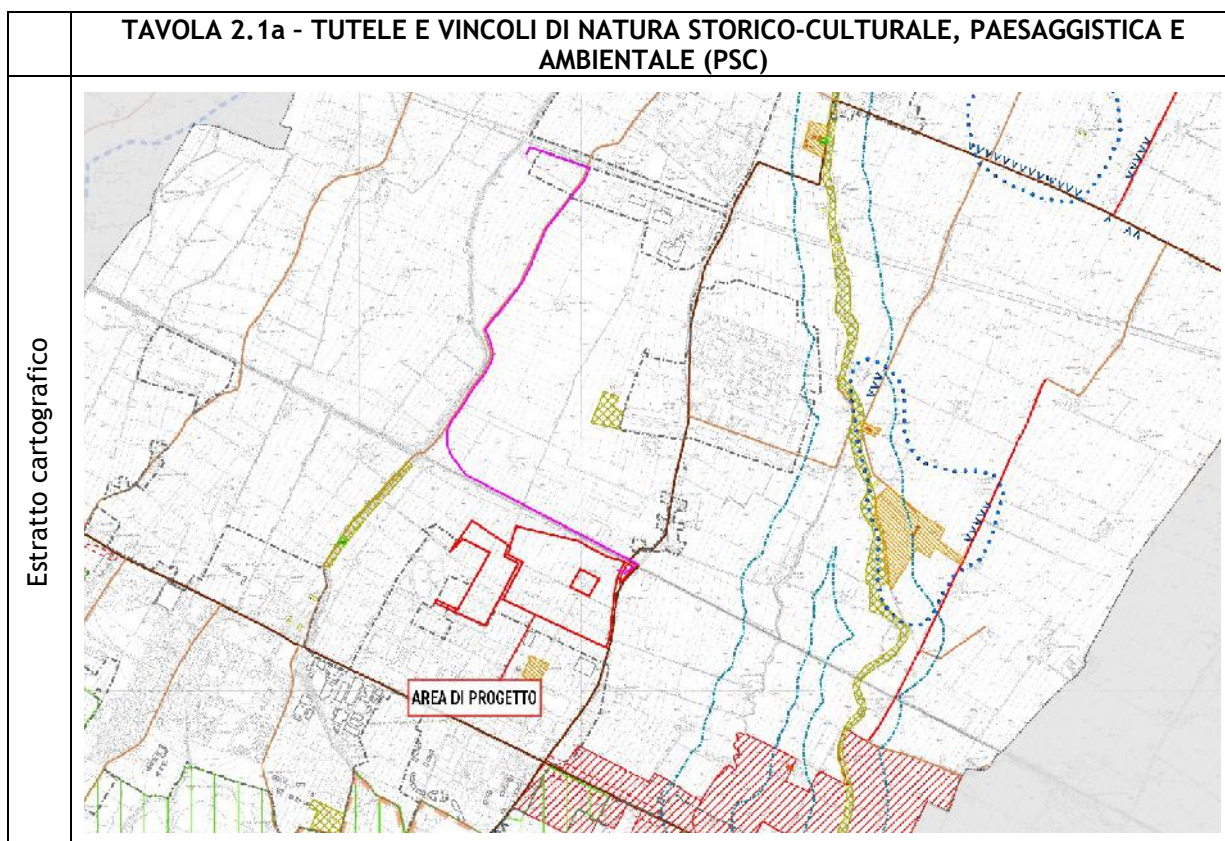 TAVOLA 2.1a - TUTELE E VINCOLI DI NATURA STORICO-CULTURALE, PAESAGGISTICA E
AMBIENTALE (PSC)
Estratto cartografico
AREA DI PROGETTO